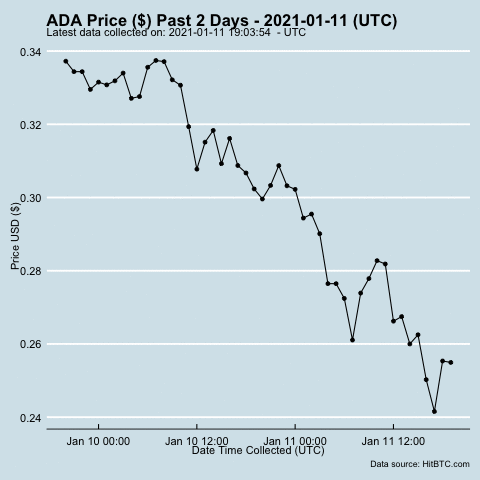 ADA Price ($) Past 2 Days - 2021-01-11 (UTC)
Latest data collected on: 2021-01-11 19:03:54 - UTC
0.34
0.32
0.30
0.28
0.26
0.24
Price USD ($)
Jan 10 00:00 Jan 10 12:00 Jan 11 00:00 Jan 11 12:00
Date Time Collected (UTC)
Data source: HitBTC.com